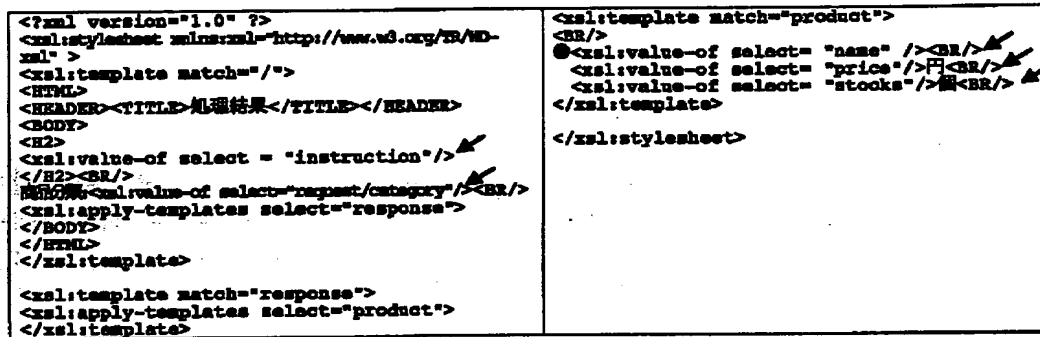 <?xml version="1.0" ?>
<xsl:stylesheet xmlns:xsl="http://www.w3.org/TR/WD-
xsl" >
<xsl:template match="/">
<HTML>
<HEADER><TITLE>処理結果</TITLE></HEADER>
<BODY>
<H2>
<xsl:value-of select = "instruction"/>
</H2><BR/>
商品分類<xsl:value-of select="request/category"/><BR/>
<xsl:apply-templates select="response">
</BODY>
</HTML>
</xsl:template>
<xsl:template match="response">
<xsl:apply-templates select="product">
</xsl:template>
<xsl:template match="product">
<BR/>
●<xsl:value-of select= "name" /><BR/>
<xsl:value-of select= "price"/>円<BR/>
<xsl:value-of select= "stocks"/>個<BR/>
</xsl:template>
</xsl:stylesheet>